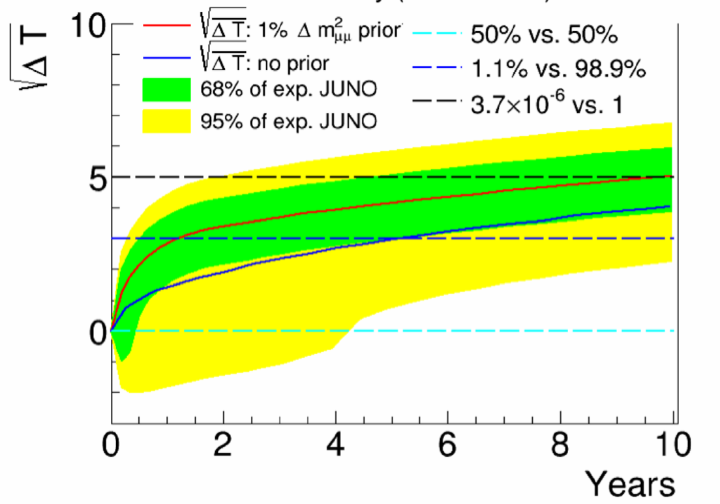 √ΔT: 1% Δ m²μμ prior
√ΔT: no prior
68% of exp. JUNO
95% of exp. JUNO
50% vs. 50%
1.1% vs. 98.9%
3.7×10⁻⁶ vs. 1
√ΔT
10
5
0
0 2 4 6 8 10
Years